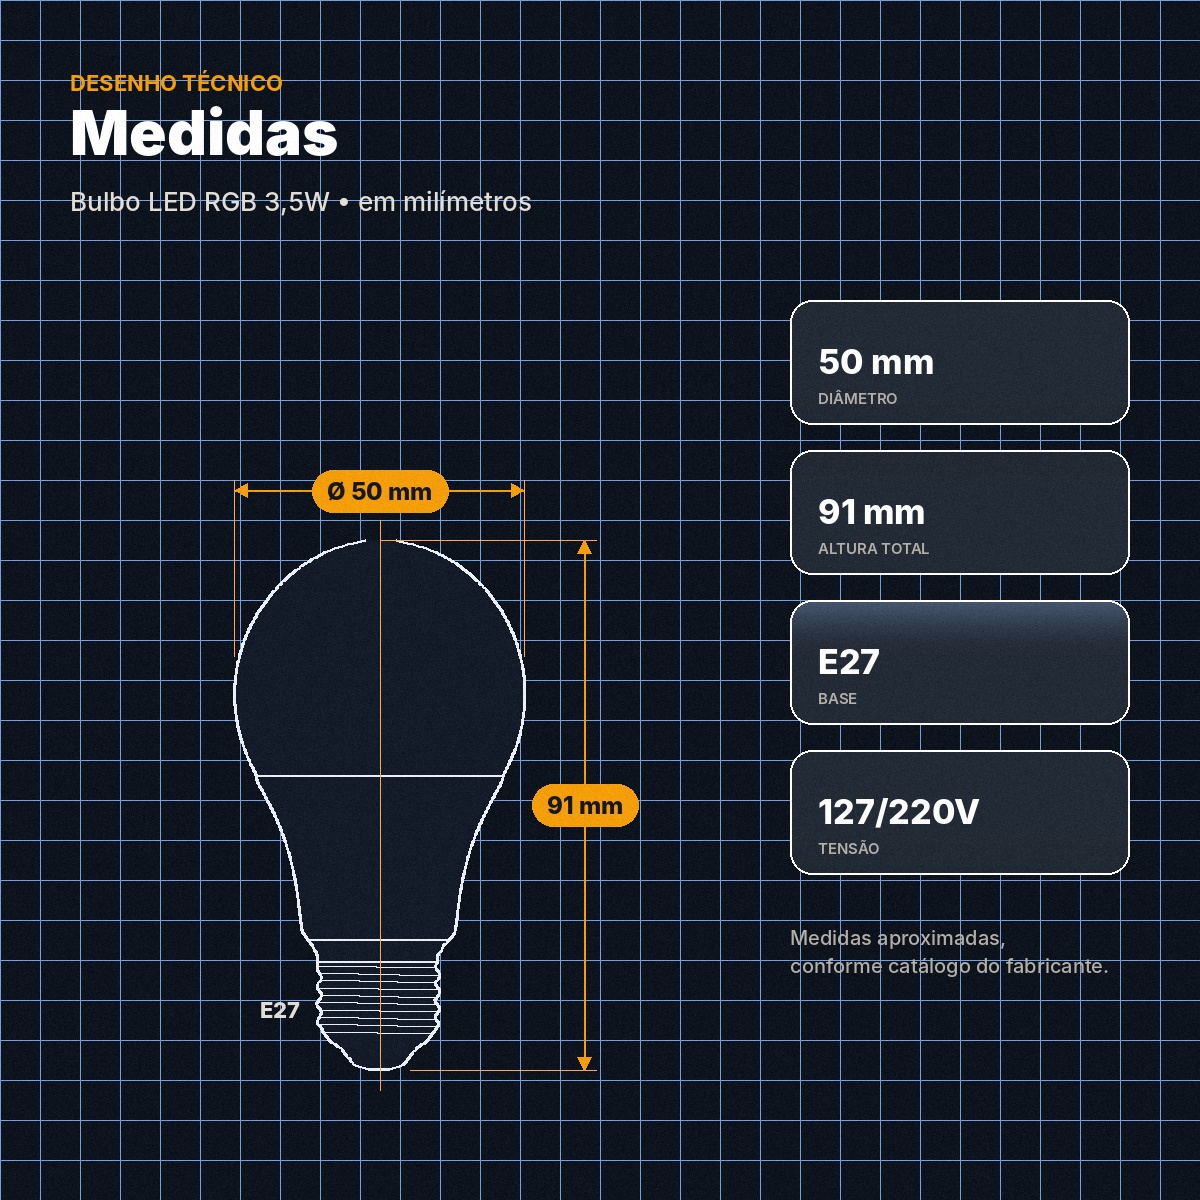 DESENHO TÉCNICO
Medidas
Bulbo LED RGB 3,5W • em milímetros
Ø 50 mm
91 mm
E27
50 mm
DIÂMETRO
91 mm
ALTURA TOTAL
E27
BASE
127/220V
TENSÃO
Medidas aproximadas,
conforme catálogo do fabricante.